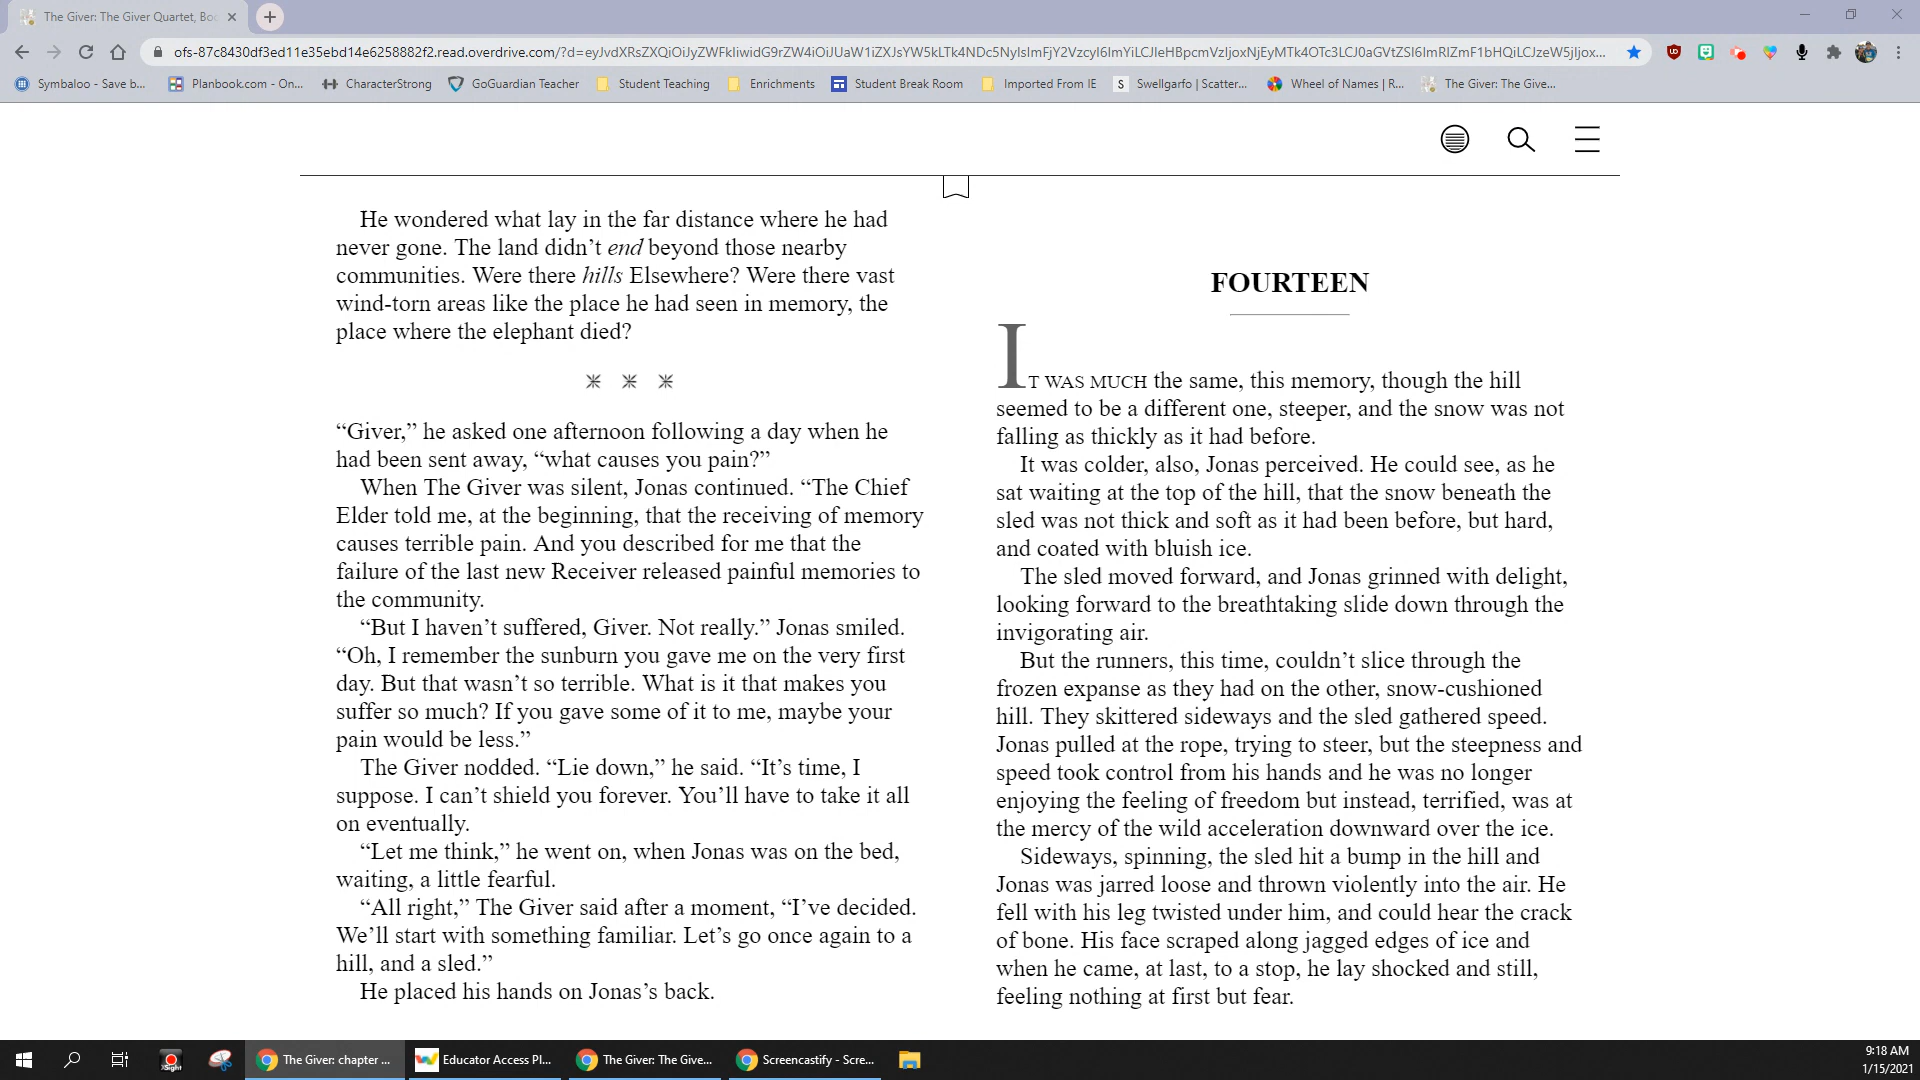 The Giver: The Giver Quartet, Boo
ofs-87c8430df3ed11e35ebd14e6258882f2.read.overdrive.com/?d=eyJvdXRsZXQiOiJyZWFkIiwidG9rZW4iOiJUaW1iZXJsYW5kLTk4NDc5NyIsImFjY2VzcyI6ImYiLCJleHBpcmVzIjoxNjEyMTk4OTc3LCJ0aGVtZSI6ImRlZmF1bHQiLCJzeW5jIjox...
Symbaloo - Save b...
Planbook.com - On...
CharacterStrong
GoGuardian Teacher
Student Teaching
Enrichments
Student Break Room
Imported From IE
S Swellgarfo | Scatter...
Wheel of Names | R...
The Giver: The Give...
He wondered what lay in the far distance where he had
never gone. The land didn’t end beyond those nearby
communities. Were there hills Elsewhere? Were there vast
wind-torn areas like the place he had seen in memory, the
place where the elephant died?
“Giver,” he asked one afternoon following a day when he
had been sent away, “what causes you pain?”
When The Giver was silent, Jonas continued. “The Chief
Elder told me, at the beginning, that the receiving of memory
causes terrible pain. And you described for me that the
failure of the last new Receiver released painful memories to
the community.
“But I haven’t suffered, Giver. Not really.” Jonas smiled.
“Oh, I remember the sunburn you gave me on the very first
day. But that wasn’t so terrible. What is it that makes you
suffer so much? If you gave some of it to me, maybe your
pain would be less.”
The Giver nodded. “Lie down,” he said. “It’s time, I
suppose. I can’t shield you forever. You’ll have to take it all
on eventually.
“Let me think,” he went on, when Jonas was on the bed,
waiting, a little fearful.
“All right,” The Giver said after a moment, “I’ve decided.
We’ll start with something familiar. Let’s go once again to a
hill, and a sled.”
He placed his hands on Jonas’s back.
FOURTEEN
IT WAS MUCH the same, this memory, though the hill
seemed to be a different one, steeper, and the snow was not
falling as thickly as it had before.
It was colder, also, Jonas perceived. He could see, as he
sat waiting at the top of the hill, that the snow beneath the
sled was not thick and soft as it had been before, but hard,
and coated with bluish ice.
The sled moved forward, and Jonas grinned with delight,
looking forward to the breathtaking slide down through the
invigorating air.
But the runners, this time, couldn’t slice through the
frozen expanse as they had on the other, snow-cushioned
hill. They skittered sideways and the sled gathered speed.
Jonas pulled at the rope, trying to steer, but the steepness and
speed took control from his hands and he was no longer
enjoying the feeling of freedom but instead, terrified, was at
the mercy of the wild acceleration downward over the ice.
Sideways, spinning, the sled hit a bump in the hill and
Jonas was jarred loose and thrown violently into the air. He
fell with his leg twisted under him, and could hear the crack
of bone. His face scraped along jagged edges of ice and
when he came, at last, to a stop, he lay shocked and still,
feeling nothing at first but fear.
The Giver: chapter ...
Educator Access Pl...
The Giver: The Give...
Screencastify - Scre...
9:18 AM
1/15/2021